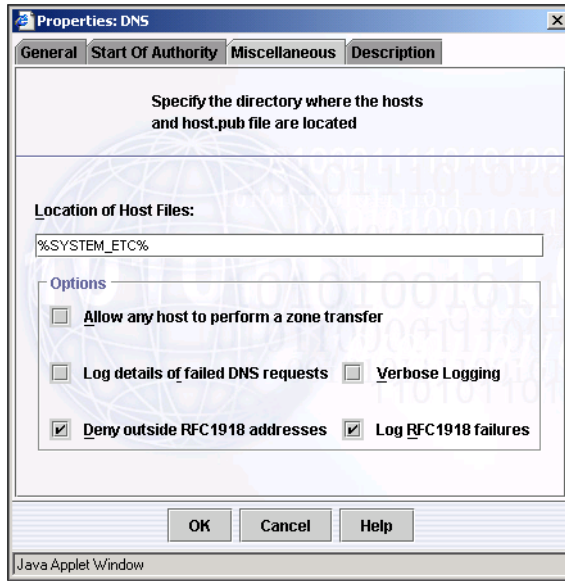 Properties: DNS
General Start Of Authority Miscellaneous Description
Specify the directory where the hosts
and host.pub file are located
Location of Host Files:
%SYSTEM_ETC%
Options
Allow any host to perform a zone transfer
Log details of failed DNS requests Verbose Logging
Deny outside RFC1918 addresses Log RFC1918 failures
OK Cancel Help
Java Applet Window